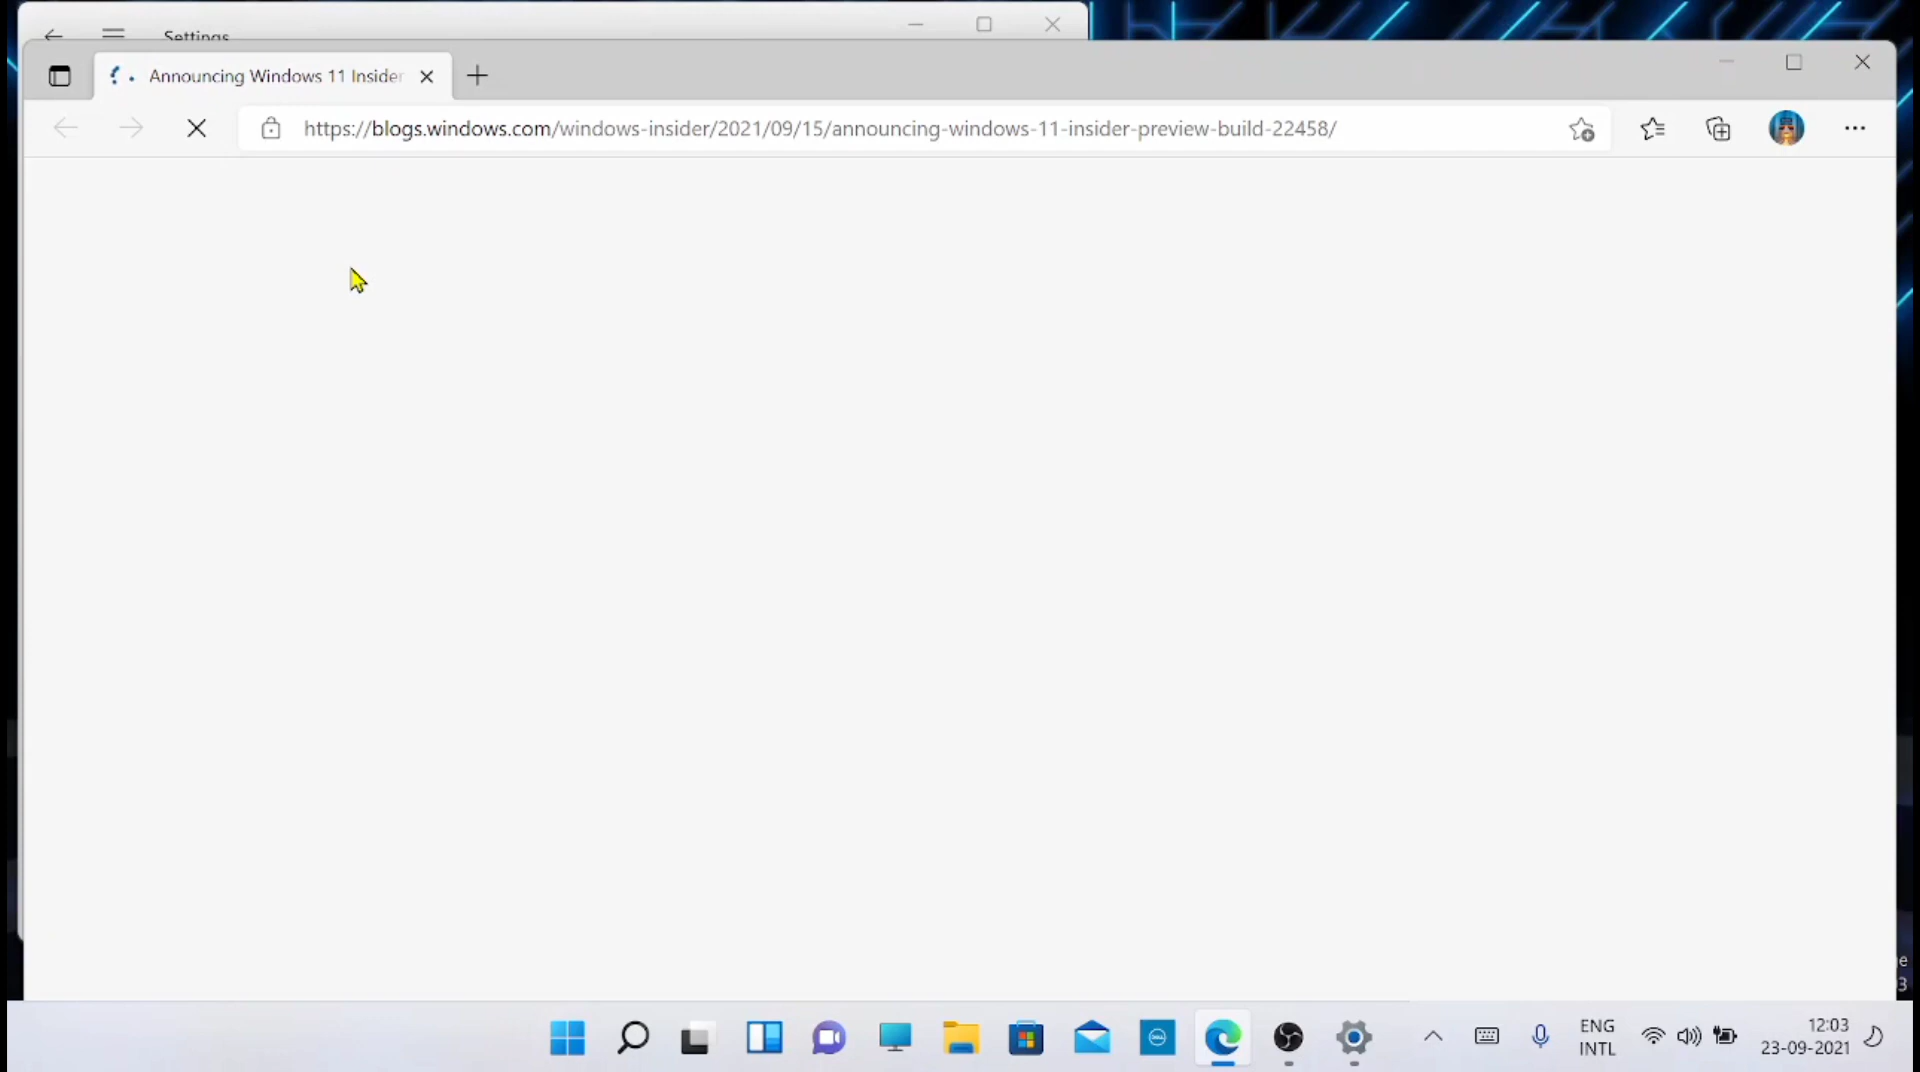 Settings
Announcing Windows 11 Insider
https://blogs.windows.com/windows-insider/2021/09/15/announcing-windows-11-insider-preview-build-22458/
e
3
ENG
INTL
12:03
23-09-2021